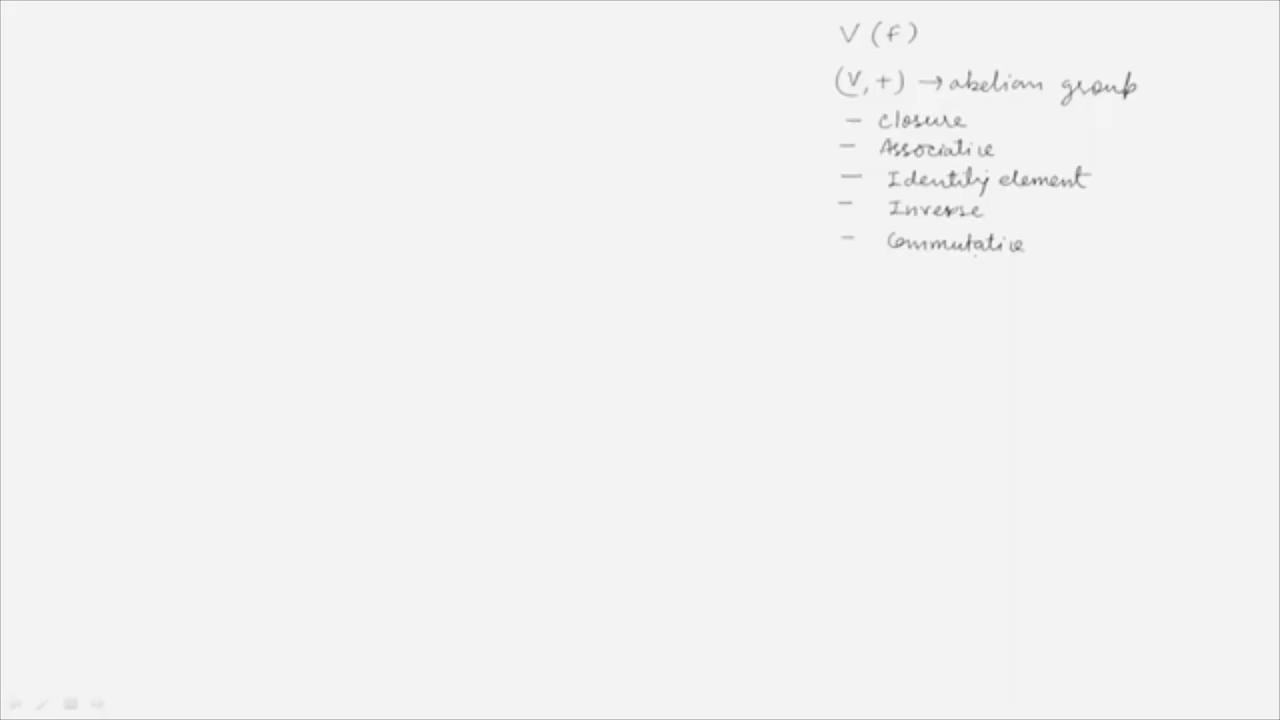 V (F)
(V, +) → abelian group
– Closure
– Associative
– Identity element
– Inverse
– Commutative